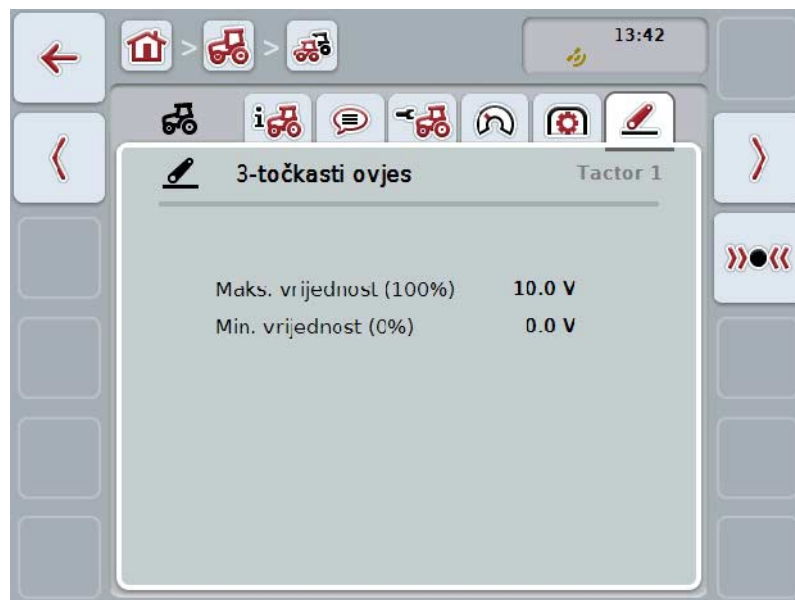 13:42
3-točkasti ovjes Tactor 1
Maks. vrijednost (100%) 10.0 V
Min. vrijednost (0%) 0.0 V